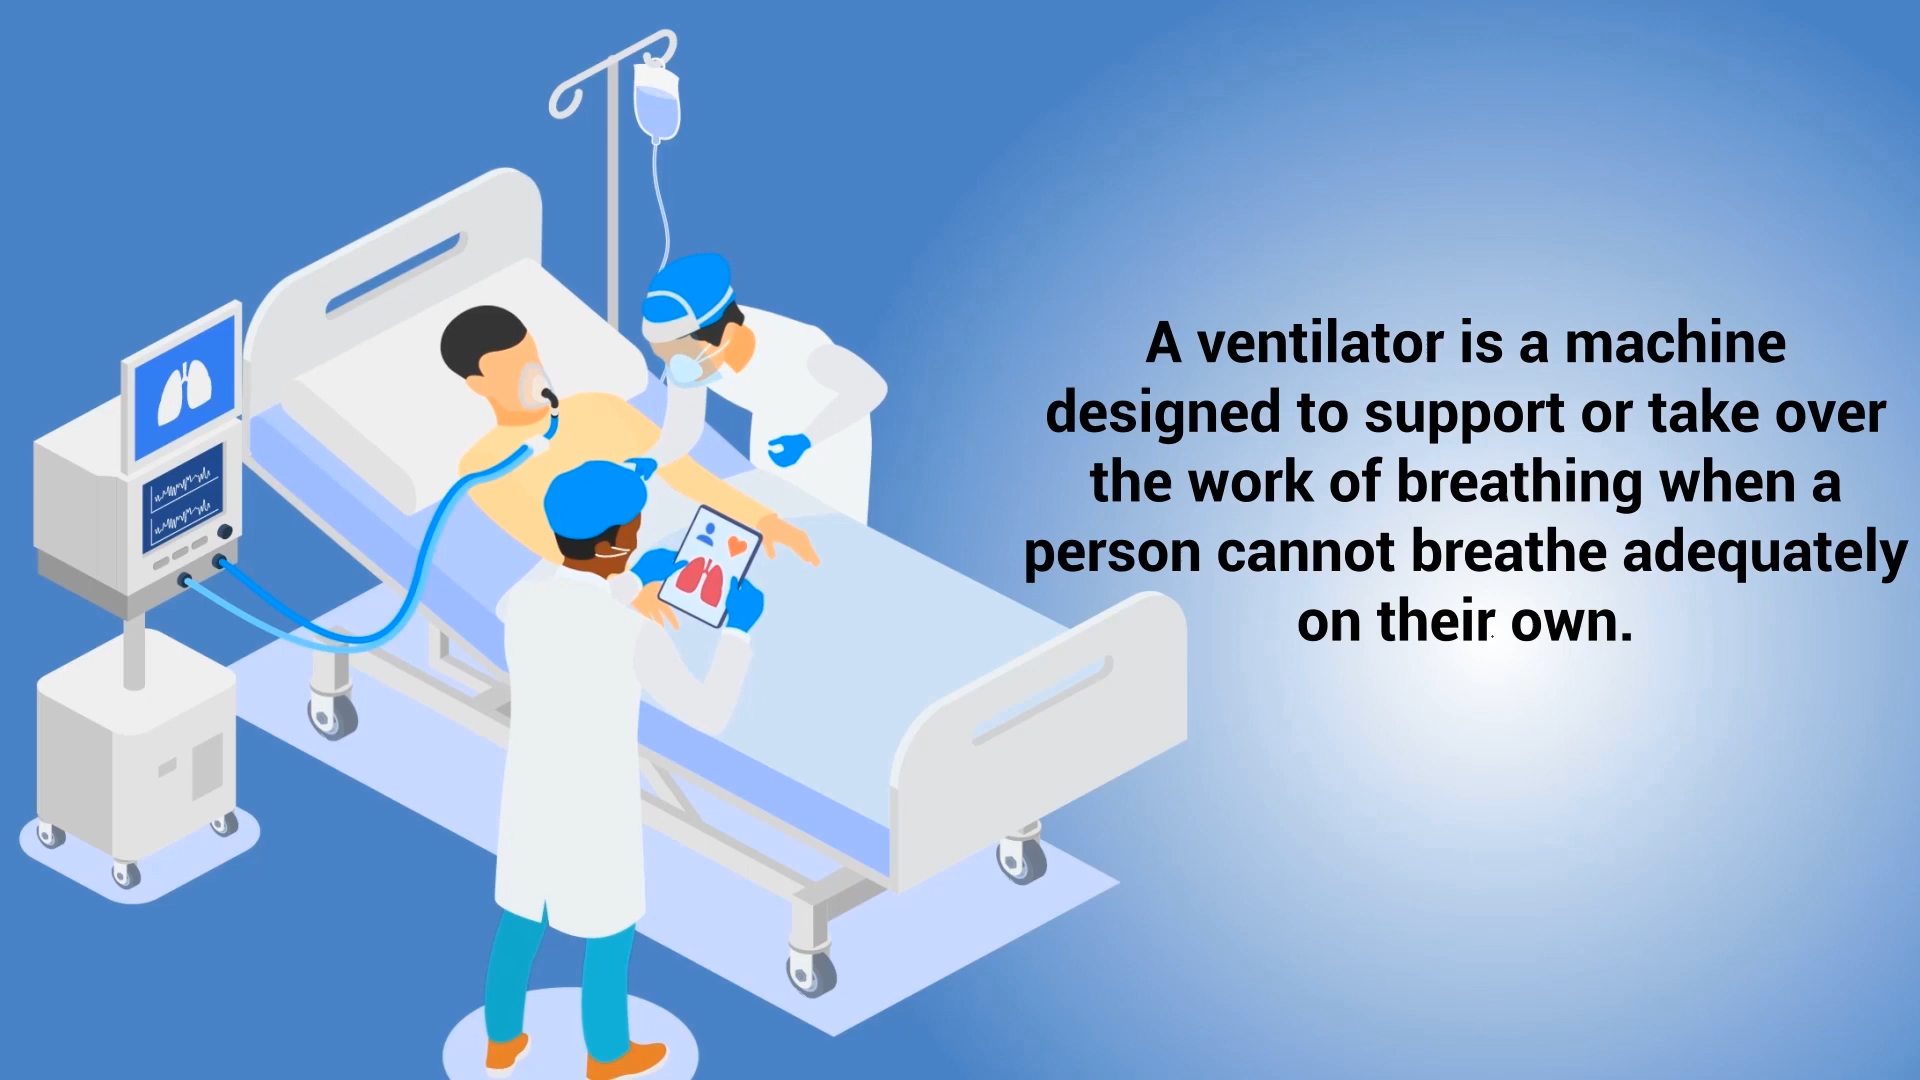 A ventilator is a machine
designed to support or take over
the work of breathing when a
person cannot breathe adequately
on their own.